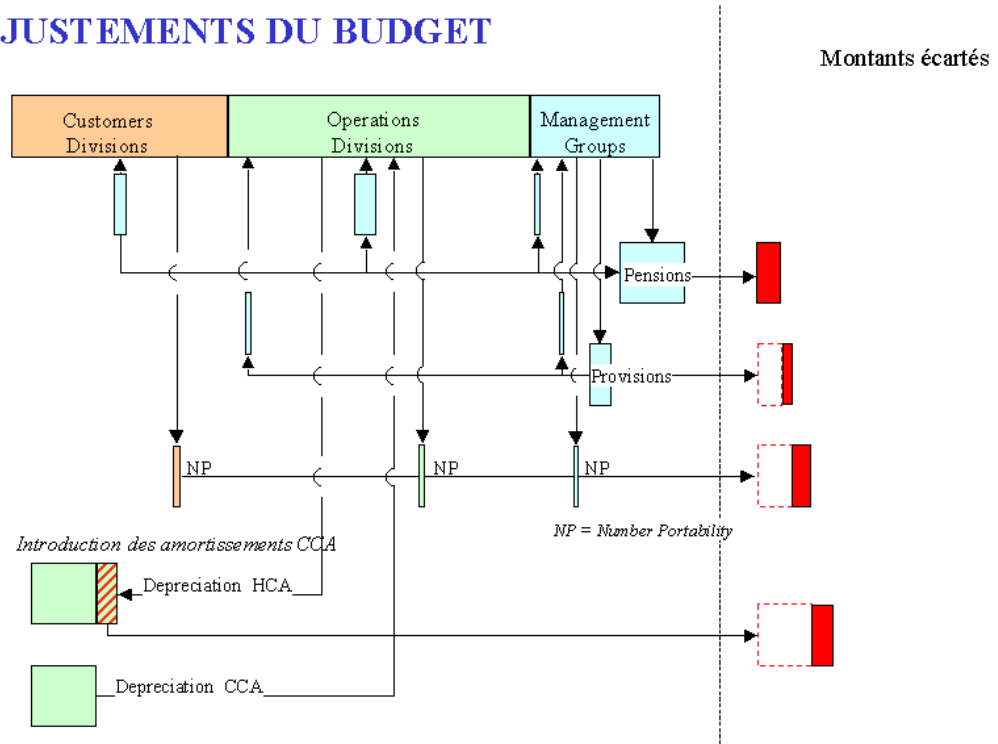 JUSTEMENTS DU BUDGET
Montants écartés
Customers
Divisions
Operations
Divisions
Management
Groups
Pensions
Provisions
NP
NP
NP
NP = Number Portability
Introduction des amortissements CCA
Depreciation HCA
Depreciation CCA